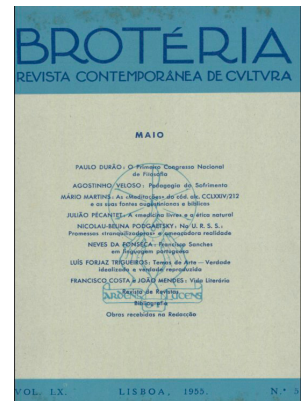 BROTÉRIA
REVISTA CONTEMPORÂNEA DE CVLTVRA
MAIO
PAULO DURÃO: O Primeiro Congresso Nacional
de Filosofia
AGOSTINHO VELOSO: Pedagogia do Sofrimento
MÁRIO MARTINS: As «Meditações» do cód. alc. CCLXXIV/212
e as suas fontes augustinianas e bíblicas
JULIÃO PÉCANTET: A «medicina livre» e a ética natural
NICOLAU-BELINA PODGAETSKY: Na U. R. S. S.:
Promessas «tranquilizadoras» e ameaçadora realidade
NEVES DA FONSECA: Francisco Sanches
em linguagem portuguesa
LUÍS FORJAZ TRIGUEIROS: Temas de Arte — Verdade
idealizada e verdade reproduzida
FRANCISCO COSTA e JOÃO MENDES: Vida Literária
Revista de Revistas
Bibliografia
Obras recebidas na Redacção
ARDENS LUCENS
VOL. LX. LISBOA, 1955. N.º 5